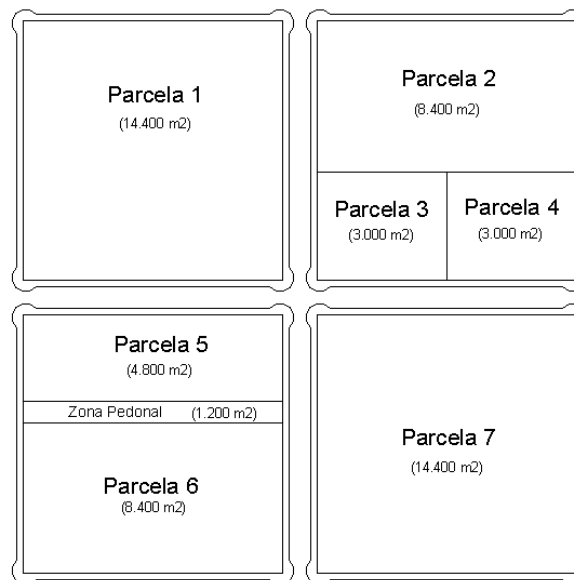 Parcela 1
(14.400 m2)
Parcela 2
(8.400 m2)
Parcela 3
(3.000 m2)
Parcela 4
(3.000 m2)
Parcela 5
(4.800 m2)
Zona Pedonal (1.200 m2)
Parcela 6
(8.400 m2)
Parcela 7
(14.400 m2)